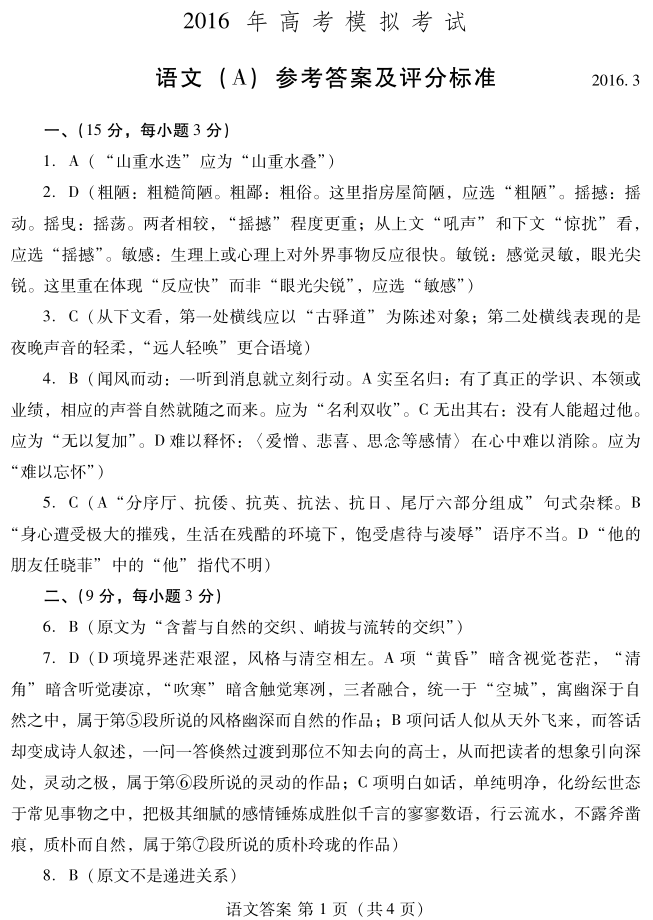 2016 年高考模拟考试
语文（A）参考答案及评分标准 2016. 3
一、（15 分，每小题 3 分）
1. A（“山重水迭”应为“山重水叠”）
2. D（粗陋：粗糙简陋。粗鄙：粗俗。这里指房屋简陋，应选“粗陋”。摇撼：摇
动。摇曳：摇荡。两者相较，“摇撼”程度更重；从上文“吼声”和下文“惊扰”看，
应选“摇撼”。敏感：生理上或心理上对外界事物反应很快。敏锐：感觉灵敏，眼光尖
锐。这里重在体现“反应快”而非“眼光尖锐”，应选“敏感”）
3. C（从下文看，第一处横线应以“古驿道”为陈述对象；第二处横线表现的是
夜晚声音的轻柔，“远人轻唤”更合语境）
4. B（闻风而动：一听到消息就立刻行动。A 实至名归：有了真正的学识、本领或
业绩，相应的声誉自然就随之而来。应为“名利双收”。C 无出其右：没有人能超过他。
应为“无以复加”。D 难以释怀：〈爱憎、悲喜、思念等感情〉在心中难以消除。应为
“难以忘怀”）
5. C（A“分序厅、抗倭、抗英、抗法、抗日、尾厅六部分组成”句式杂糅。B
“身心遭受极大的摧残，生活在残酷的环境下，饱受虐待与凌辱”语序不当。D“他的
朋友任晓菲”中的“他”指代不明）
二、（9 分，每小题 3 分）
6. B（原文为“含蓄与自然的交织、峭拔与流转的交织”）
7. D（D 项境界迷茫艰涩，风格与清空相左。A 项“黄昏”暗含视觉苍茫，“清
角”暗含听觉凄凉，“吹寒”暗含触觉寒冽，三者融合，统一于“空城”，寓幽深于自
然之中，属于第⑤段所说的风格幽深而自然的作品；B 项问话人似从天外飞来，而答话
却变成诗人叙述，一问一答倏然过渡到那位不知去向的高士，从而把读者的想象引向深
处，灵动之极，属于第⑥段所说的灵动的作品；C 项明白如话，单纯明净，化纷纭世态
于常见事物之中，把极其细腻的感情锤炼成胜似千言的寥寥数语，行云流水，不露斧凿
痕，质朴而自然，属于第⑦段所说的质朴玲珑的作品）
8. B（原文不是递进关系）
语文答案 第 1 页（共 4 页）